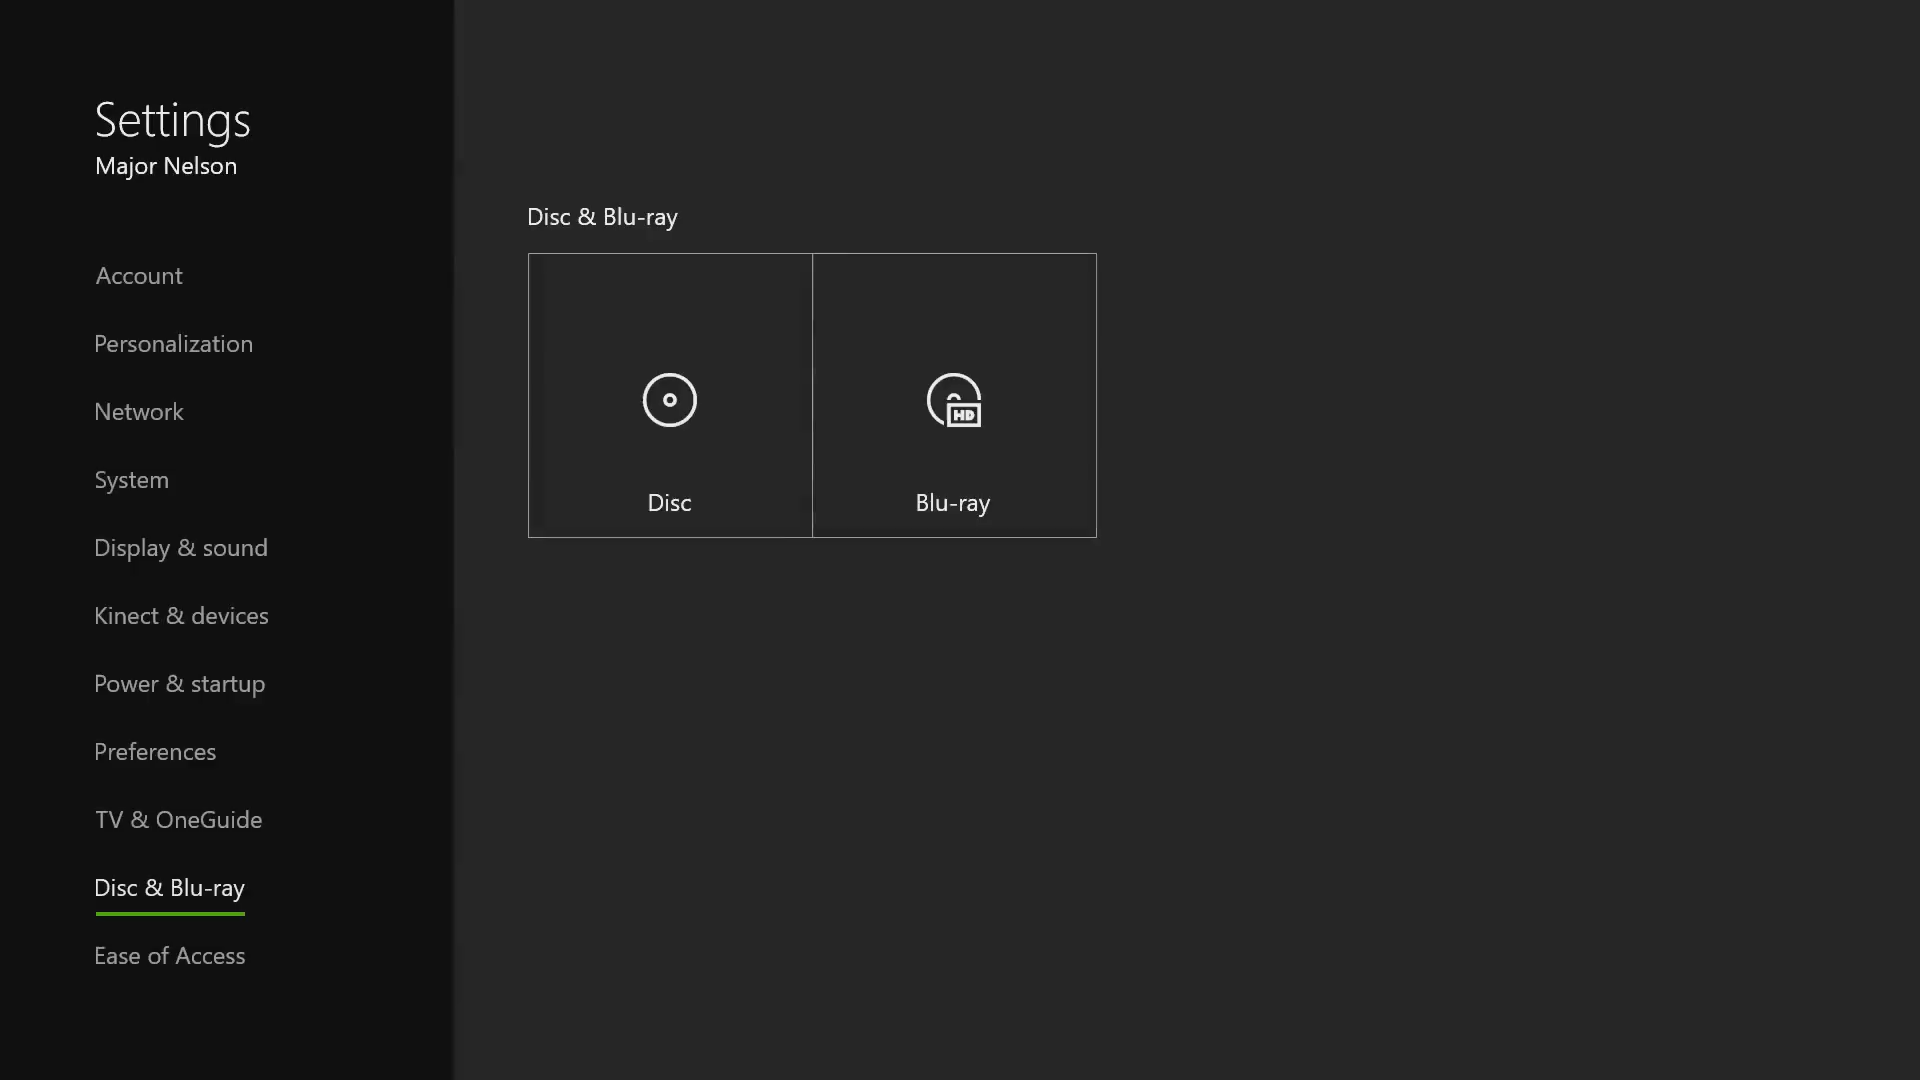 Settings
Major Nelson
Account
Personalization
Network
System
Display & sound
Kinect & devices
Power & startup
Preferences
TV & OneGuide
Disc & Blu-ray
Ease of Access
Disc & Blu-ray
HD
Disc
Blu-ray